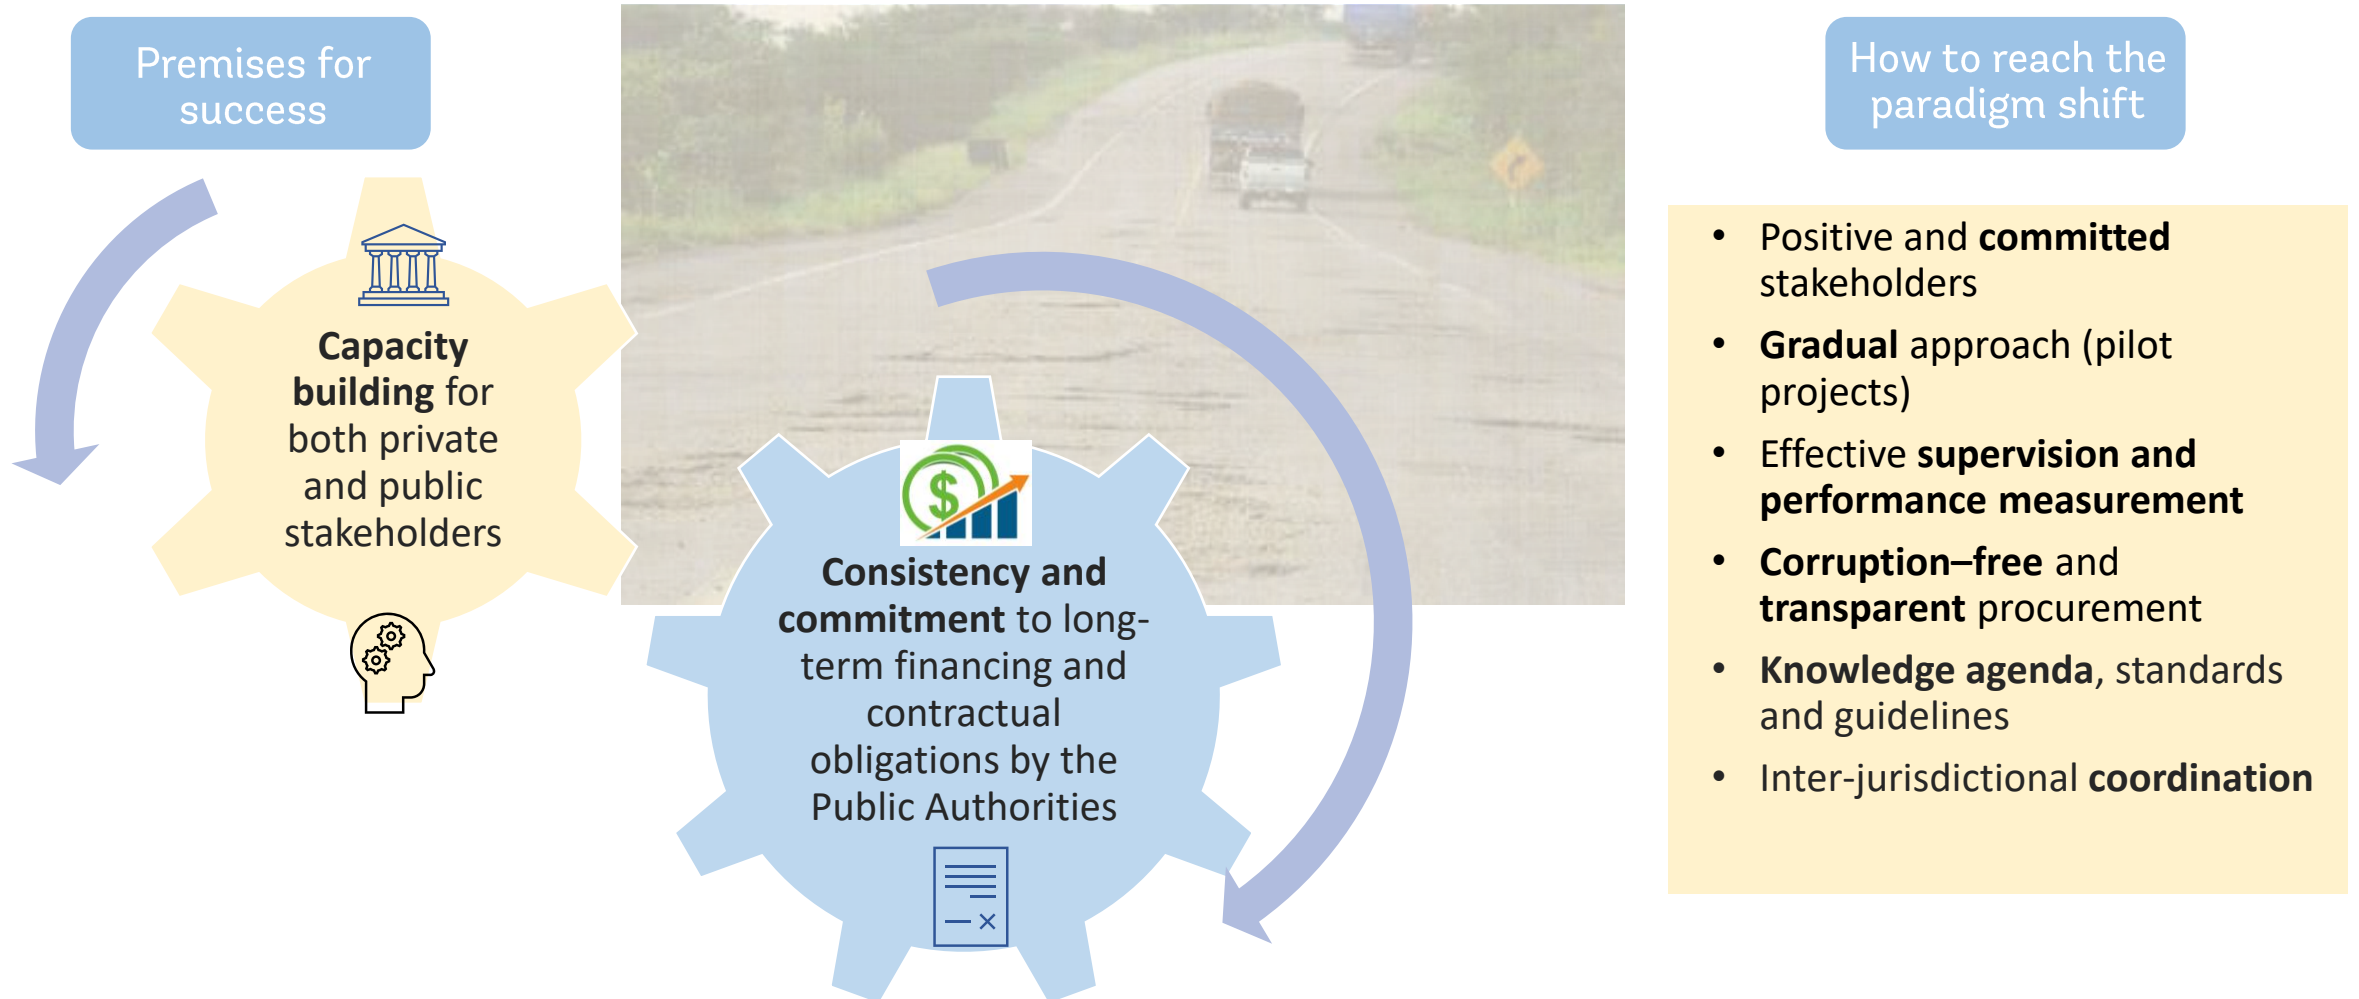 Premises for
success
Capacity
building for
both private
and public
stakeholders
$
Consistency and
commitment to long-
term financing and
contractual
obligations by the
Public Authorities
How to reach the
paradigm shift
• Positive and committed
stakeholders
• Gradual approach (pilot
projects)
• Effective supervision and
performance measurement
• Corruption–free and
transparent procurement
• Knowledge agenda, standards
and guidelines
• Inter-jurisdictional coordination